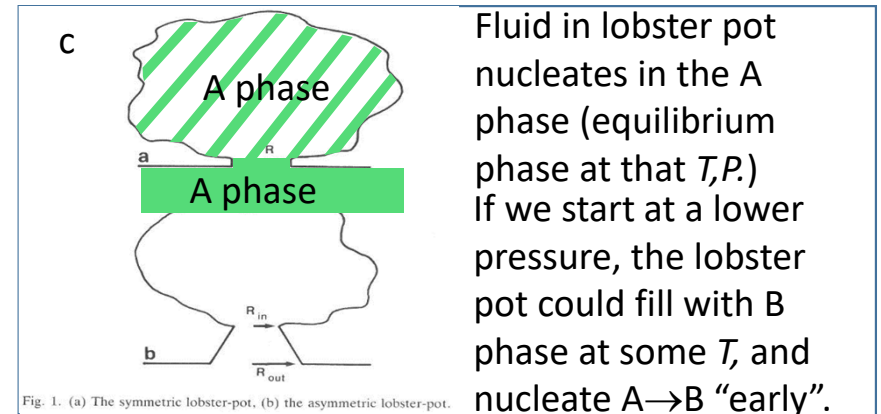 c
A phase
R
a
A phase
R in
b
R out
Fig. 1. (a) The symmetric lobster-pot, (b) the asymmetric lobster-pot.
Fluid in lobster pot
nucleates in the A
phase (equilibrium
phase at that T,P.)
If we start at a lower
pressure, the lobster
pot could fill with B
phase at some T, and
nucleate A→B “early”.